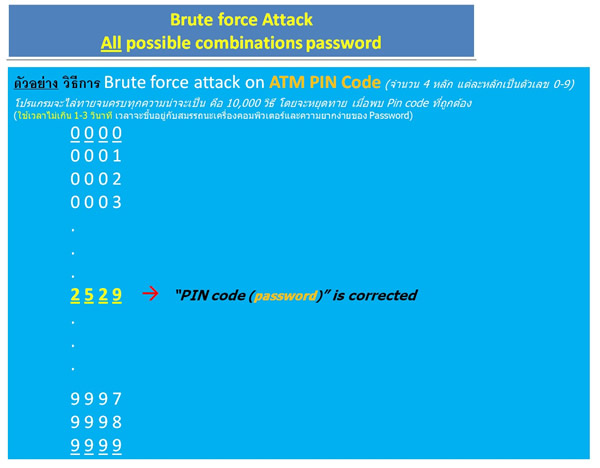 Brute force Attack
All possible combinations password
ตัวอย่าง วิธีการ Brute force attack on ATM PIN Code (จำนวน 4 หลัก แต่ละหลักเป็นตัวเลข 0-9)
โปรแกรมจะไล่ทายจนครบทุกความน่าจะเป็น คือ 10,000 วิธี โดยจะหยุดทาย เมื่อพบ Pin code ที่ถูกต้อง
(ใช้เวลาไม่เกิน 1-3 วินาที เวลาจะขึ้นอยู่กับสมรรถนะเครื่องคอมพิวเตอร์และความยากง่ายของ Password)
0 0 0 0
0 0 0 1
0 0 0 2
0 0 0 3
.
.
.
2 5 2 9 → “PIN code (password)” is corrected
.
.
.
9 9 9 7
9 9 9 8
9 9 9 9